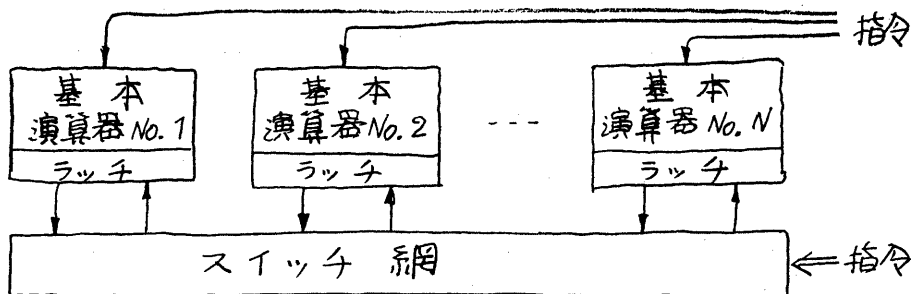 指令
基本
演算器No.1
ラッチ
基本
演算器No.2
ラッチ
---
基本
演算器No.N
ラッチ
スイッチ網
指令